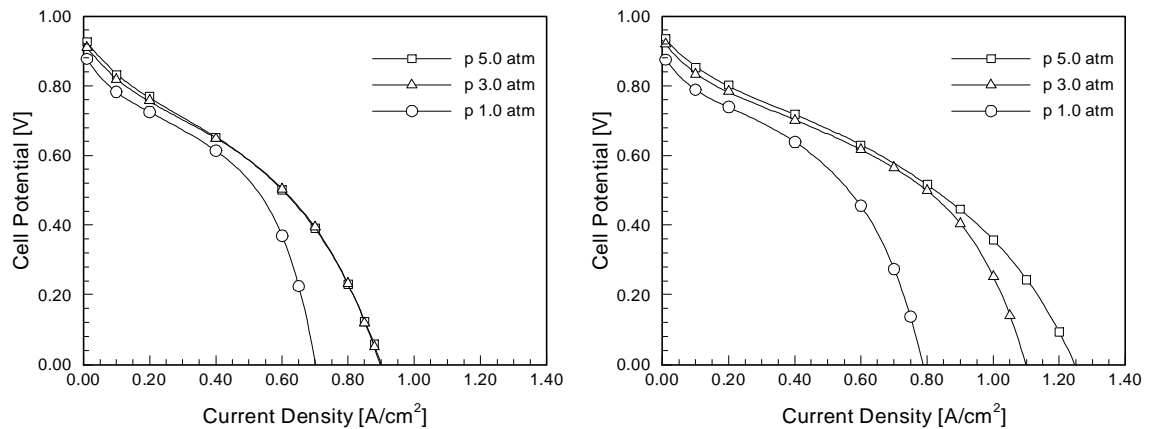 1.00
0.80
0.60
0.40
0.20
0.00
Cell Potential [V]
p 5.0 atm
p 3.0 atm
p 1.0 atm
0.00 0.20 0.40 0.60 0.80 1.00 1.20 1.40
Current Density [A/cm²]
1.00
0.80
0.60
0.40
0.20
0.00
Cell Potential [V]
p 5.0 atm
p 3.0 atm
p 1.0 atm
0.00 0.20 0.40 0.60 0.80 1.00 1.20 1.40
Current Density [A/cm²]